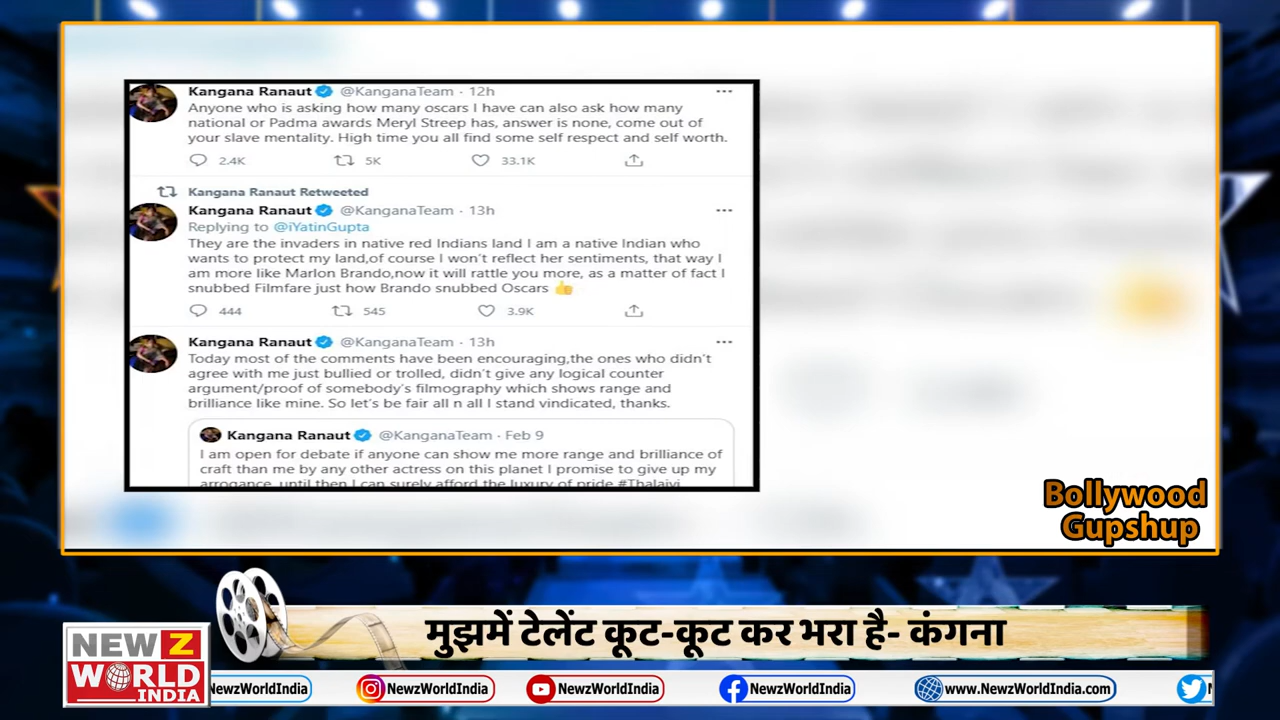 Kangana Ranaut @KanganaTeam · 12h
Anyone who is asking how many oscars I have can also ask how many
national or Padma awards Meryl Streep has, answer is none, come out of
your slave mentality. High time you all find some self respect and self worth.
2.4K 5K 33.1K
Kangana Ranaut Retweeted
Kangana Ranaut @KanganaTeam · 13h
Replying to @iYatinGupta
They are the invaders in native red Indians land I am a native Indian who
wants to protect my land,of course I won't reflect her sentiments, that way I
am more like Marlon Brando,now it will rattle you more, as a matter of fact I
snubbed Filmfare just how Brando snubbed Oscars 👍
444 545 3.9K
Kangana Ranaut @KanganaTeam · 13h
Today most of the comments have been encouraging,the ones who didn't
agree with me just bullied or trolled, didn't give any logical counter
argument/proof of somebody's filmography which shows range and
brilliance like mine. So let's be fair all n all I stand vindicated, thanks.
Kangana Ranaut @KanganaTeam · Feb 9
I am open for debate if anyone can show me more range and brilliance of
craft than me by any other actress on this planet I promise to give up my
arrogance, until then I can surely afford the luxury of pride #Thalaivi
Bollywood
Gupshup
मुझमें टेलेंट कूट-कूट कर भरा है- कंगना
NEWZ
WORLD
INDIA
NewzWorldIndia NewzWorldIndia NewzWorldIndia NewzWorldIndia www.NewzWorldIndia.com